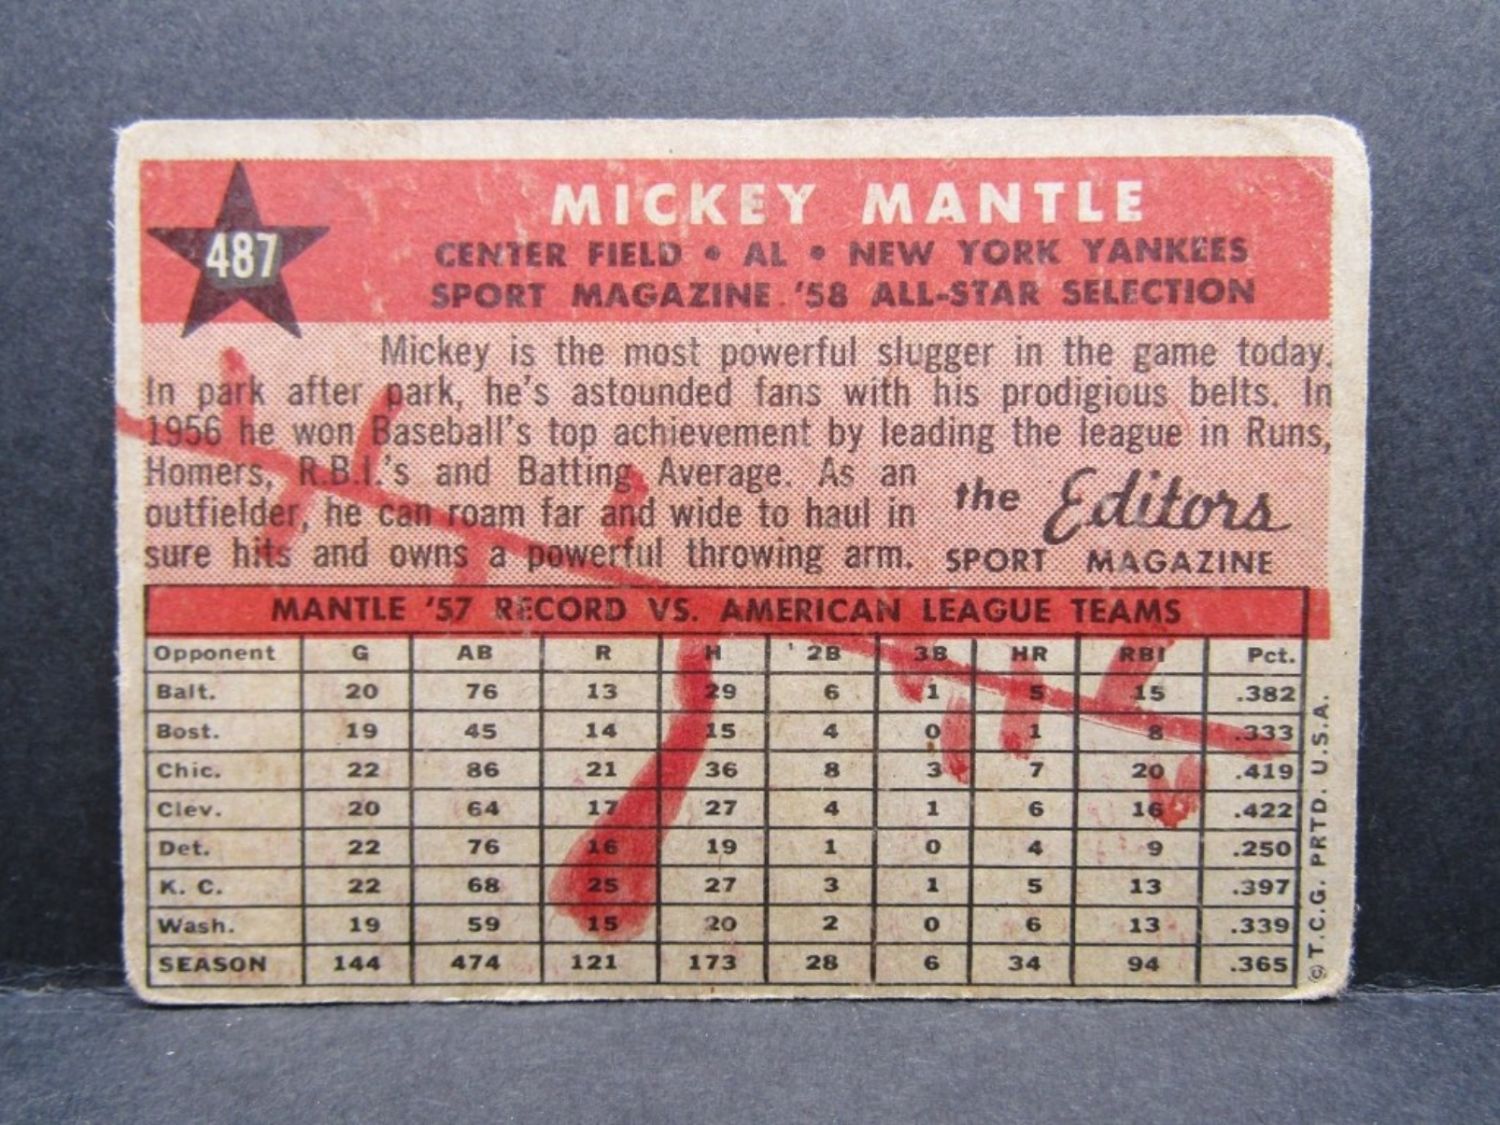 487
MICKEY MANTLE
CENTER FIELD • AL • NEW YORK YANKEES
SPORT MAGAZINE '58 ALL-STAR SELECTION
Mickey is the most powerful slugger in the game today.
In park after park, he's astounded fans with his prodigious belts. In
1956 he won Baseball's top achievement by leading the league in Runs,
Homers, R.B.I.'s and Batting Average. As an
outfielder, he can roam far and wide to haul in
sure hits and owns a powerful throwing arm.
the Editors
SPORT MAGAZINE
MANTLE '57 RECORD VS. AMERICAN LEAGUE TEAMS
Opponent G AB R H 2B 3B HR RBI Pct.
Balt. 20 76 13 29 6 1 5 15 .382
Bost. 19 45 14 15 4 0 1 8 .333
Chic. 22 86 21 36 8 3 7 20 .419
Clev. 20 64 17 27 4 1 6 16 .422
Det. 22 76 16 19 1 0 4 9 .250
K. C. 22 68 25 27 3 1 5 13 .397
Wash. 19 59 15 20 2 0 6 13 .339
SEASON 144 474 121 173 28 6 34 94 .365
© T.C.G. PRTD. U.S.A.